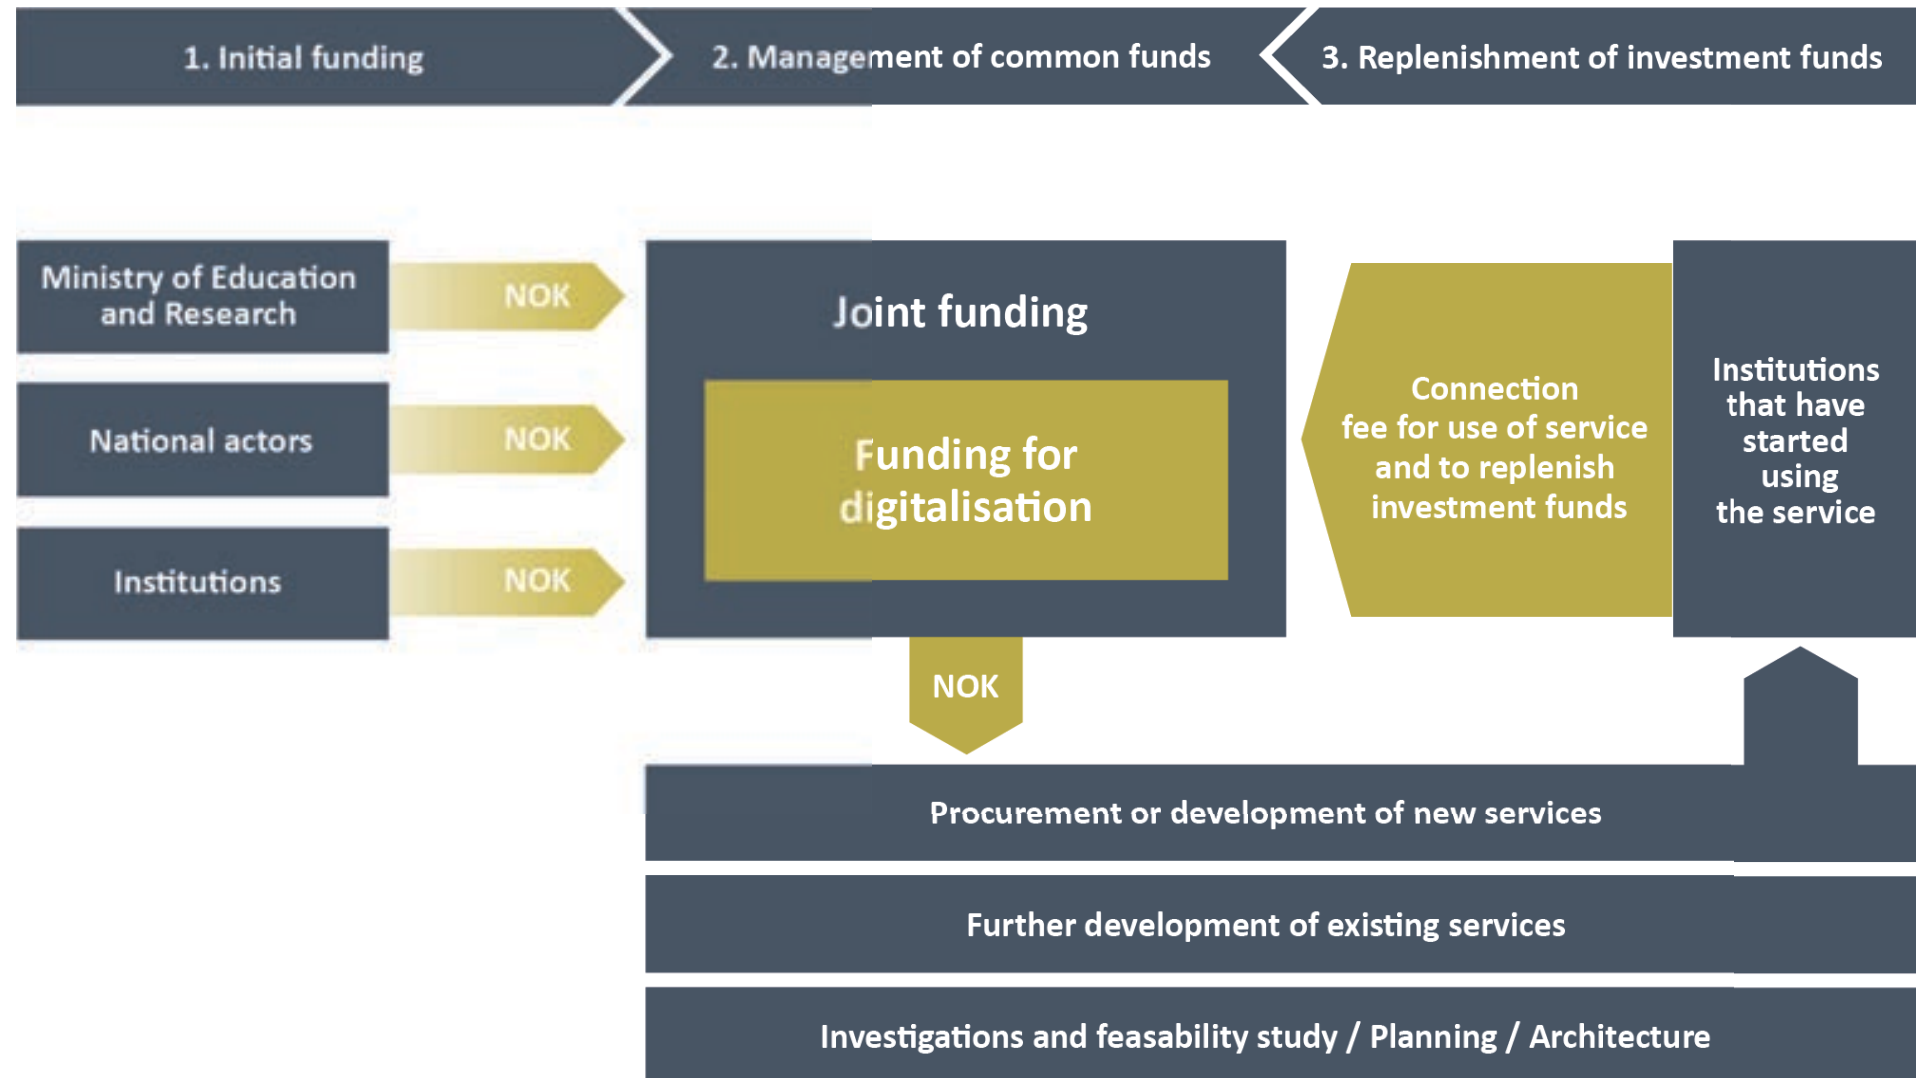 1. Initial funding
2. Management of common funds
3. Replenishment of investment funds
Ministry of Education
and Research
NOK
National actors
NOK
Institutions
NOK
Joint funding
Funding for
digitalisation
NOK
Connection
fee for use of service
and to replenish
investment funds
Institutions
that have
started
using
the service
Procurement or development of new services
Further development of existing services
Investigations and feasability study / Planning / Architecture